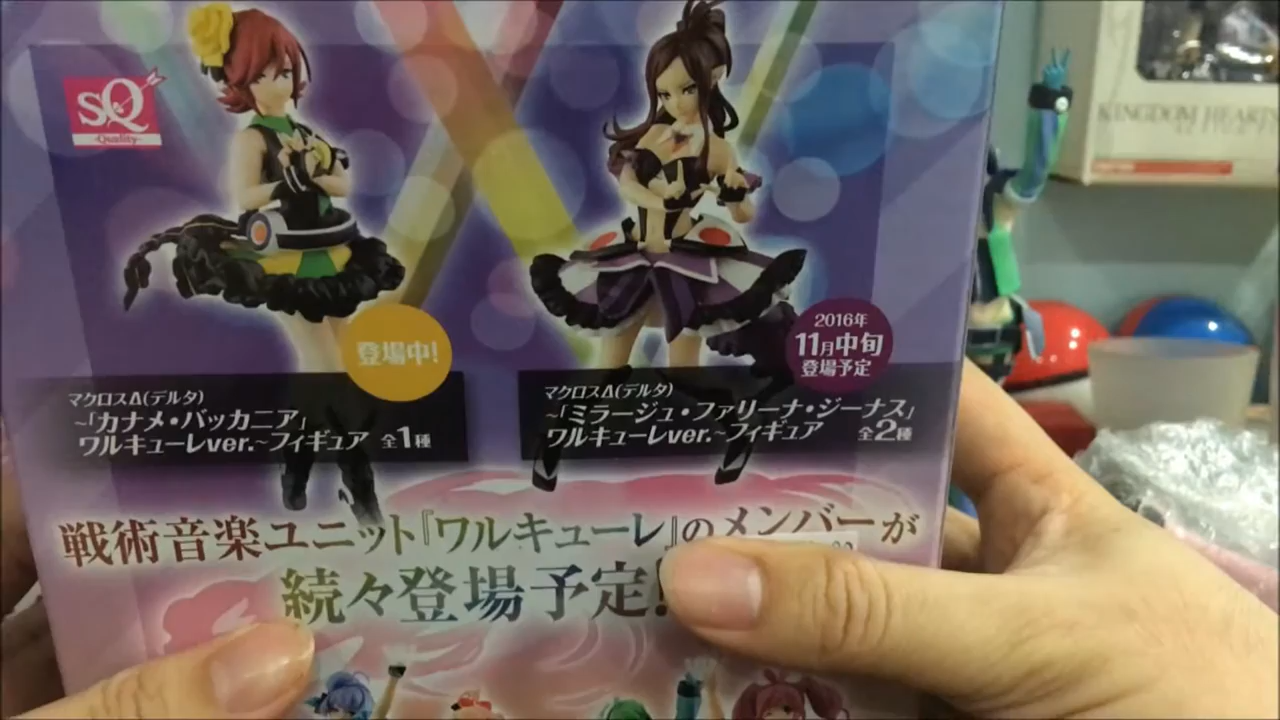 SQ
-Quality-
KINGDOM HEARTS
登場中!
2016年
11月中旬
登場予定
マクロスΔ(デルタ)
~「カナメ・バッカニア」
ワルキューレver.~フィギュア 全1種
マクロスΔ(デルタ)
~「ミラージュ・ファリーナ・ジーナス」
ワルキューレver.~フィギュア 全2種
戦術音楽ユニット『ワルキューレ』のメンバーが
続々登場予定!